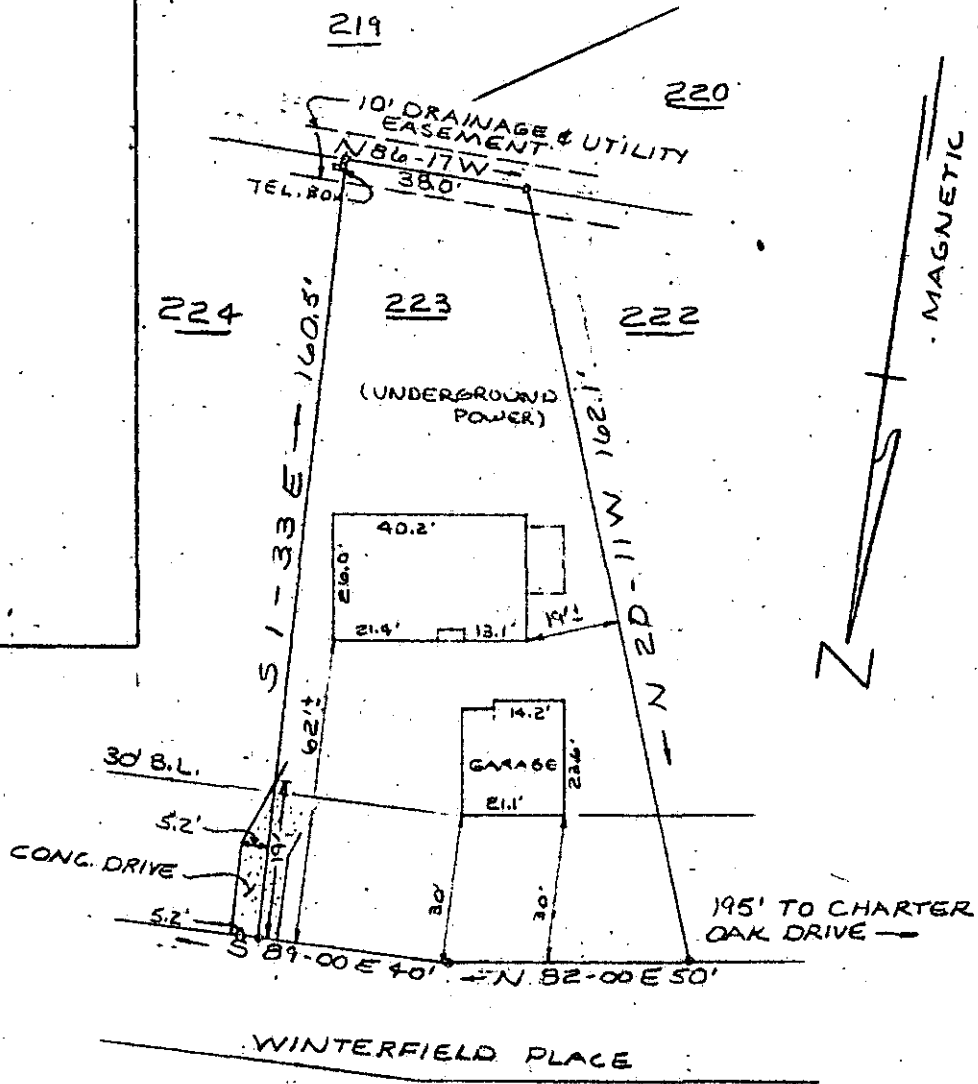 219
220
10' DRAINAGE & UTILITY
EASEMENT
N 86-17 W
38.0'
TEL. BOX
MAGNETIC
224
223
222
S 1-33 E → 160.5'
(UNDERGROUND
POWER)
162.1'
N 20-11 W
40.2'
26.0'
21.4'
13.1'
19'±
62'±
14.2'
GARAGE
23.6'
21.1'
30' B.L.
5.2'
19'
CONC. DRIVE
5.2'
30'
30'
195' TO CHARTER
OAK DRIVE
S 89-00 E 40'
N 82-00 E 50'
WINTERFIELD PLACE